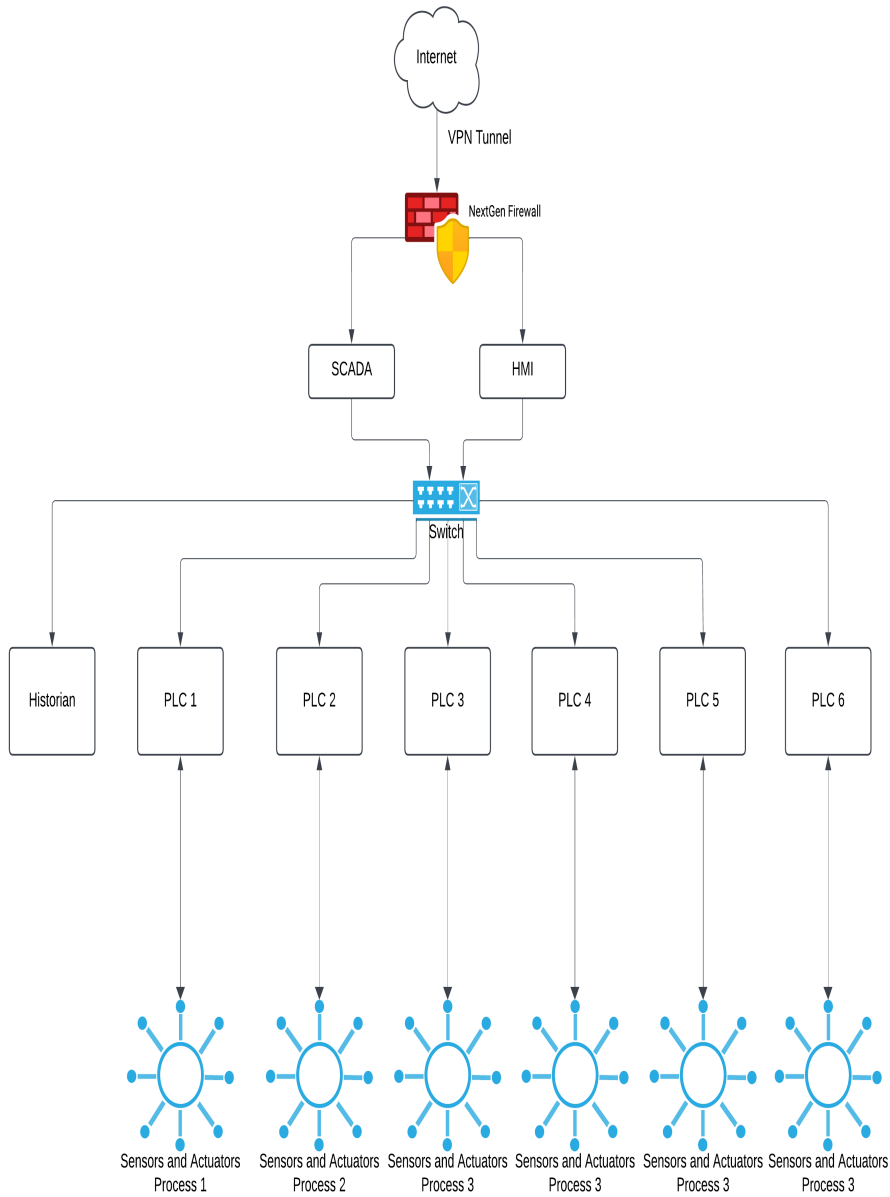 Internet
VPN Tunnel
NextGen Firewall
SCADA
HMI
Switch
Historian
PLC 1
PLC 2
PLC 3
PLC 4
PLC 5
PLC 6
Sensors and Actuators
Process 1
Sensors and Actuators
Process 2
Sensors and Actuators
Process 3
Sensors and Actuators
Process 3
Sensors and Actuators
Process 3
Sensors and Actuators
Process 3